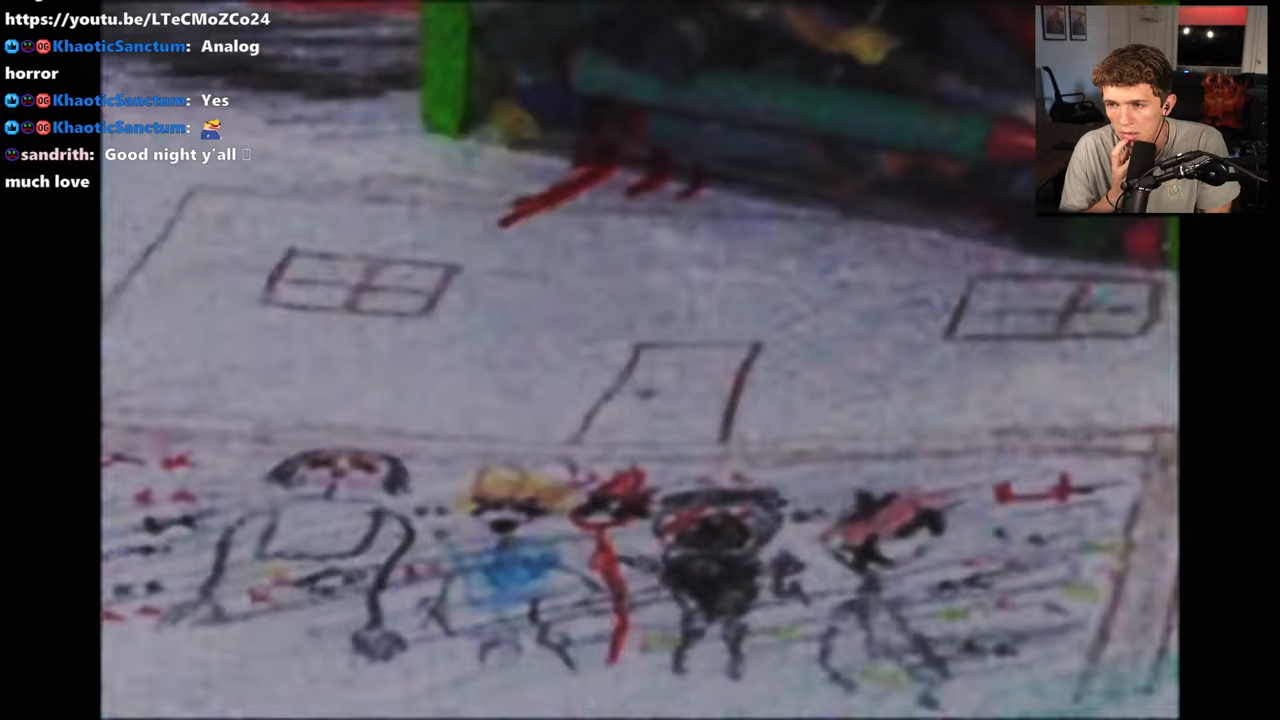 https://youtu.be/LTeCMoZCo24
KhaoticSanctum: Analog
horror
KhaoticSanctum: Yes
KhaoticSanctum:
sandrith: Good night y'all
much love